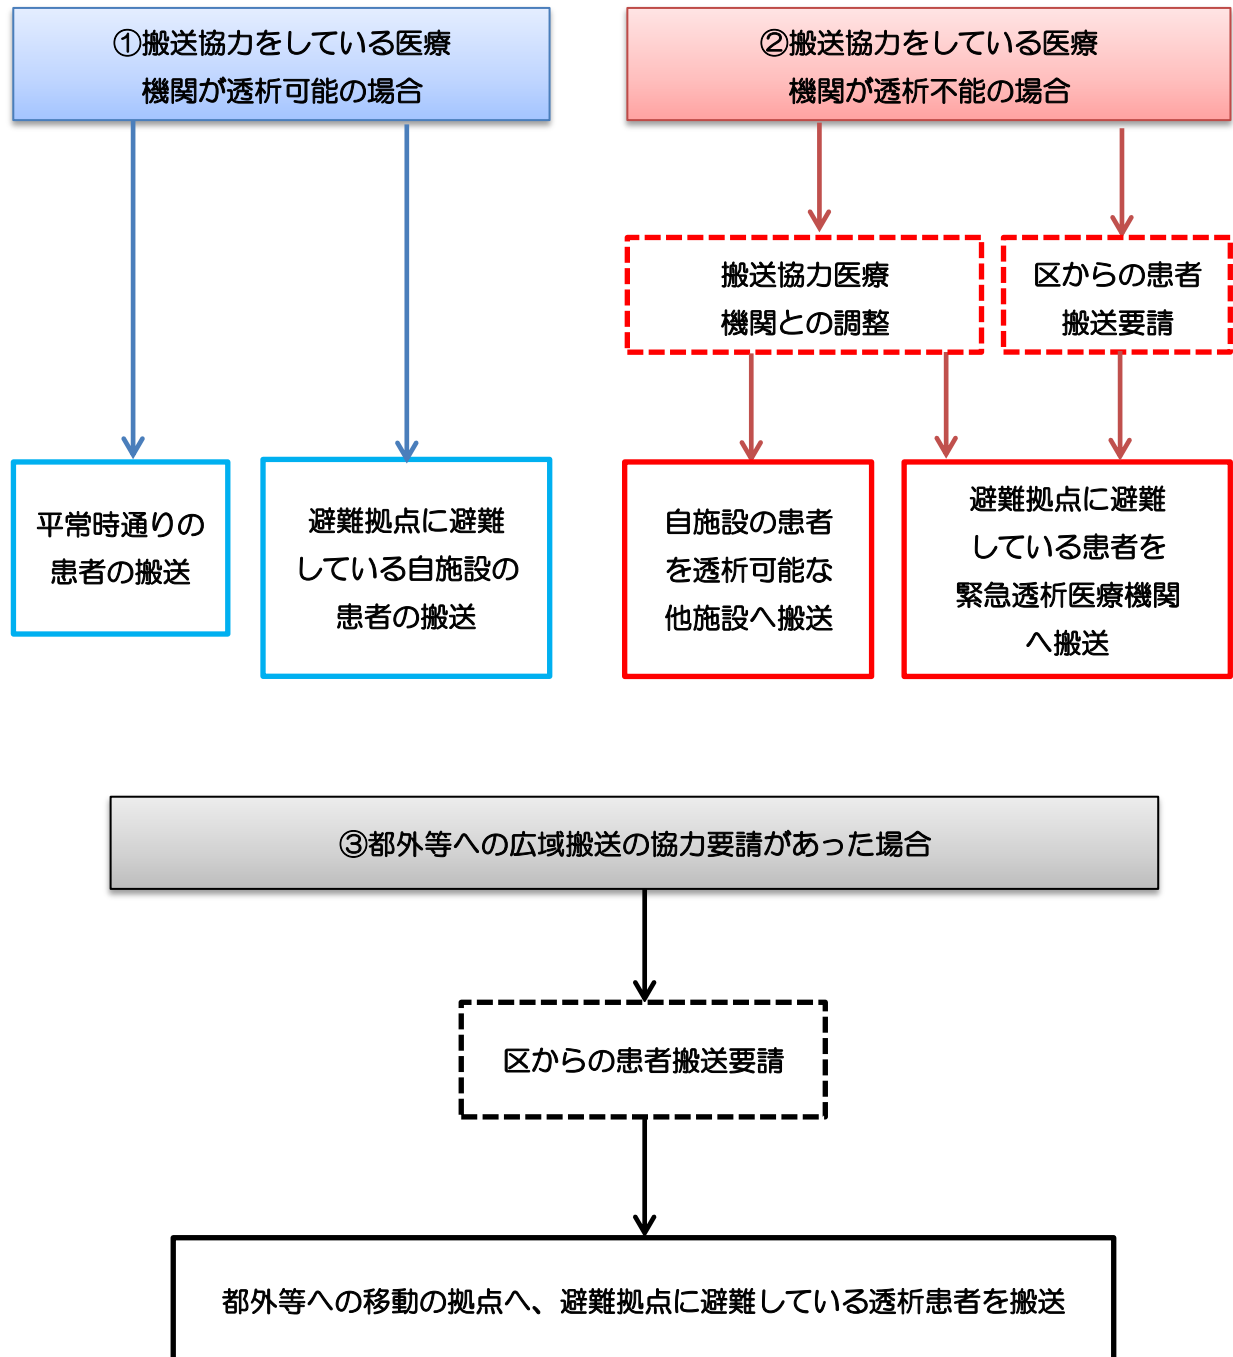 ①搬送協力をしている医療
機関が透析可能の場合
②搬送協力をしている医療
機関が透析不能の場合
搬送協力医療
機関との調整
区からの患者
搬送要請
平常時通りの
患者の搬送
避難拠点に避難
している自施設の
患者の搬送
自施設の患者
を透析可能な
他施設へ搬送
避難拠点に避難
している患者を
緊急透析医療機関
へ搬送
③都外等への広域搬送の協力要請があった場合
区からの患者搬送要請
都外等への移動の拠点へ、避難拠点に避難している透析患者を搬送